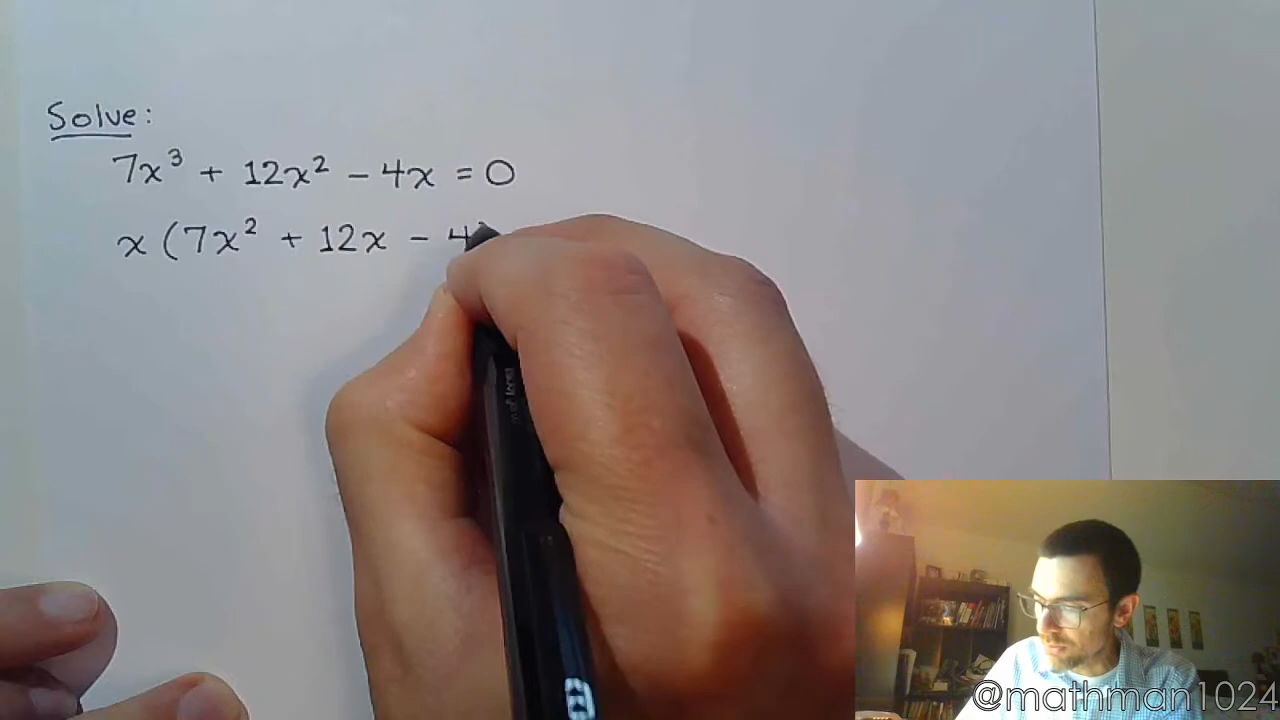 Solve:
7x³ + 12x² - 4x = 0
x (7x² + 12x - 4)
@mathman1024